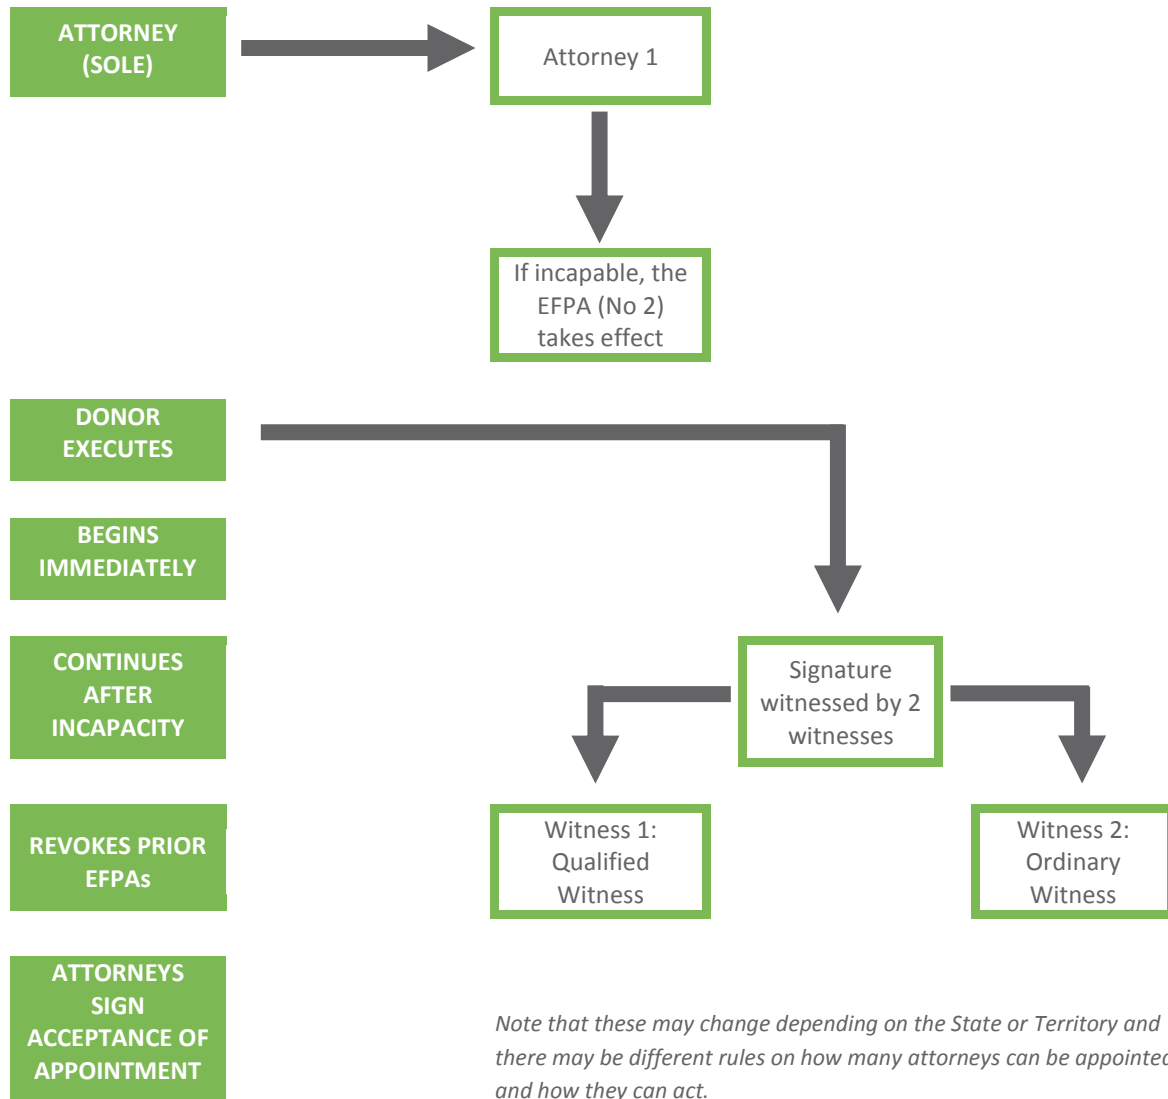 ATTORNEY
(SOLE)
Attorney 1
If incapable, the
EFPA (No 2)
takes effect
DONOR
EXECUTES
BEGINS
IMMEDIATELY
CONTINUES
AFTER
INCAPACITY
Signature
witnessed by 2
witnesses
REVOKES PRIOR
EFPAs
Witness 1:
Qualified
Witness
Witness 2:
Ordinary
Witness
ATTORNEYS
SIGN
ACCEPTANCE OF
APPOINTMENT
Note that these may change depending on the State or Territory and
there may be different rules on how many attorneys can be appointed
and how they can act.